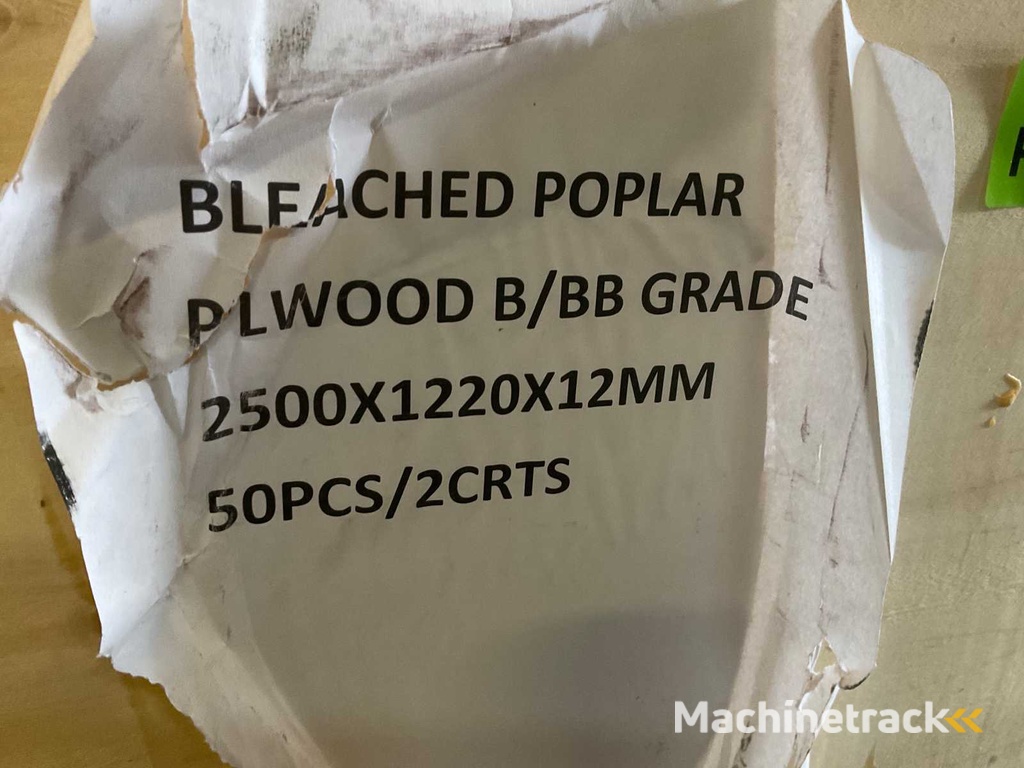 BLEACHED POPLAR
PLWOOD B/BB GRADE
2500X1220X12MM
50PCS/2CRTS
Machinetrack